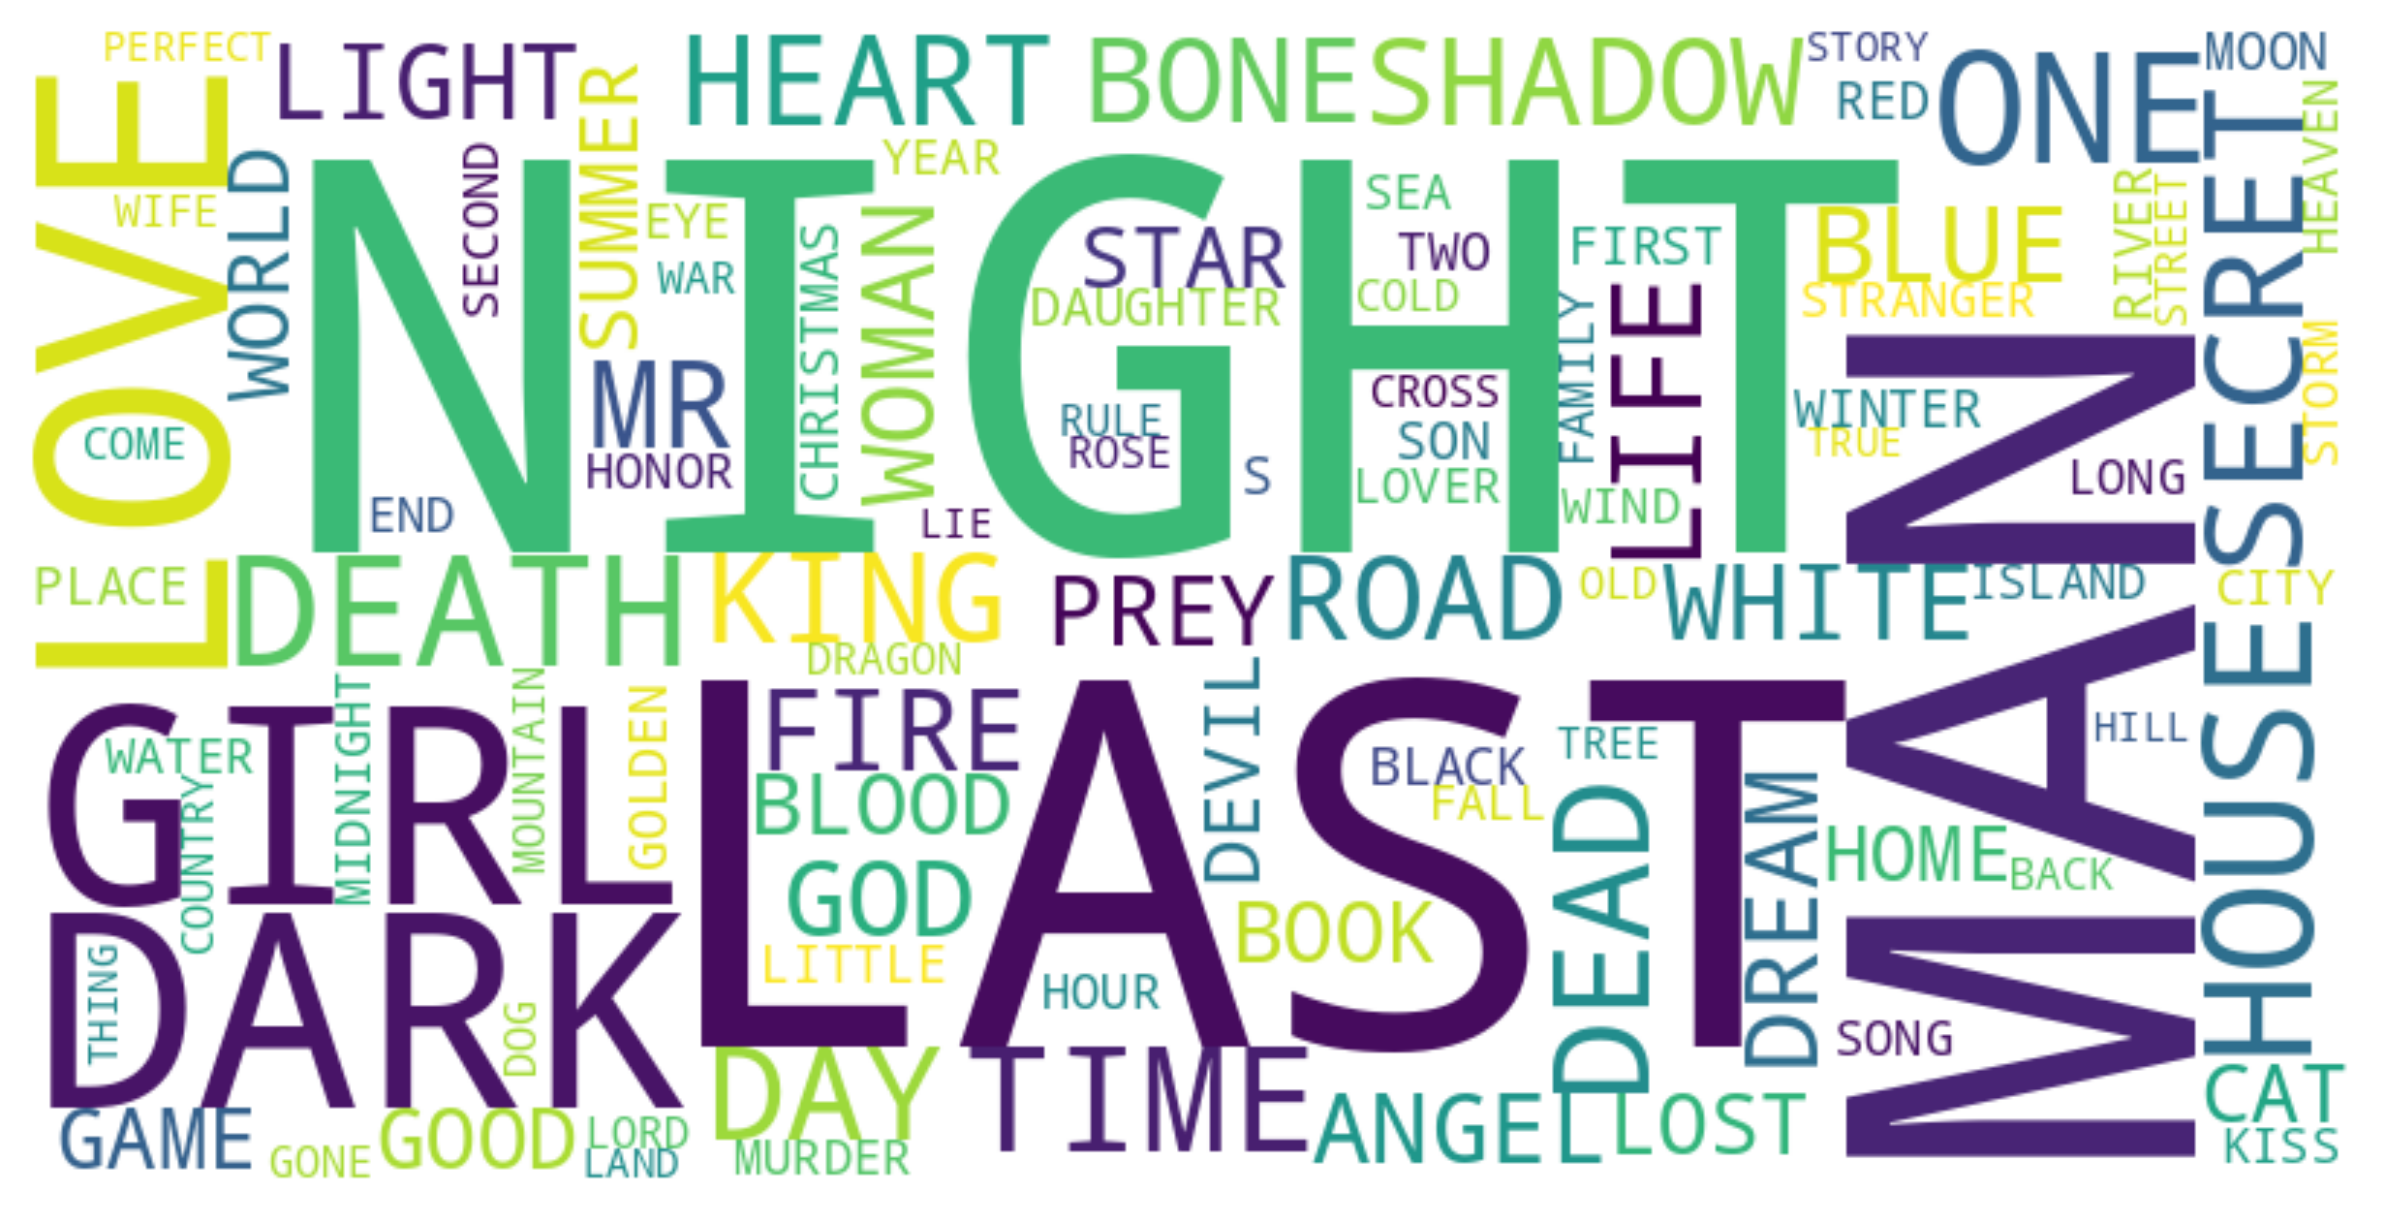 PERFECT
LIGHT
HEART
BONE
SHADOW
STORY
RED
ONE
MOON
HEAVEN
LOVE
WIFE
WORLD
SECOND
SUMMER
NIGHT
YEAR
EYE
WAR
CHRISTMAS
WOMAN
STAR
DAUGHTER
SEA
TWO
COLD
FIRST
FAMILY
LIFE
BLUE
STRANGER
RIVER
STREET
SECRET
STORM
COME
END
MR
HONOR
LIE
RULE
ROSE
S
CROSS
SON
LOVER
WIND
WINTER
TRUE
LONG
MAN
PLACE
DEATH
KING
DRAGON
PREY
ROAD
OLD
WHITE
ISLAND
CITY
HOUSE
GIRL
WATER
COUNTRY
MIDNIGHT
MOUNTAIN
GOLDEN
LAST
FIRE
BLOOD
GOD
LITTLE
HOUR
DEVIL
BLACK
FALL
BOOK
TREE
DEAD
DREAM
HOME
BACK
HILL
SONG
DARK
THING
DOG
GAME
GONE
GOOD
LORD
LAND
DAY
MURDER
TIME
ANGEL
LOST
CAT
KISS